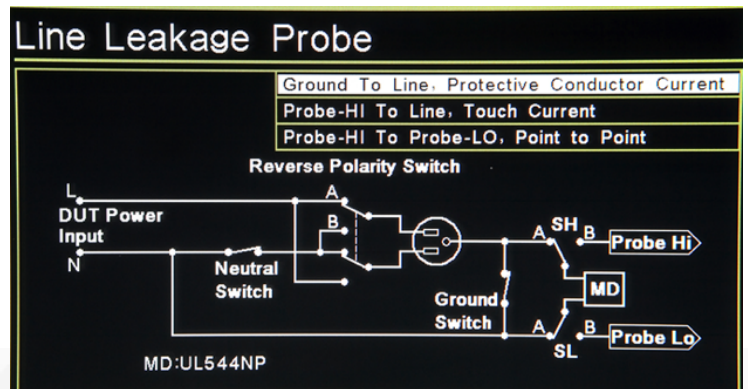 Line Leakage Probe
Ground To Line, Protective Conductor Current
Probe-HI To Line, Touch Current
Probe-HI To Probe-LO, Point to Point
Reverse Polarity Switch
L
DUT Power
Input
N
Neutral
Switch
A
B
Ground
Switch
A
SH
B
Probe Hi
MD
A
B
Probe Lo
SL
MD:UL544NP